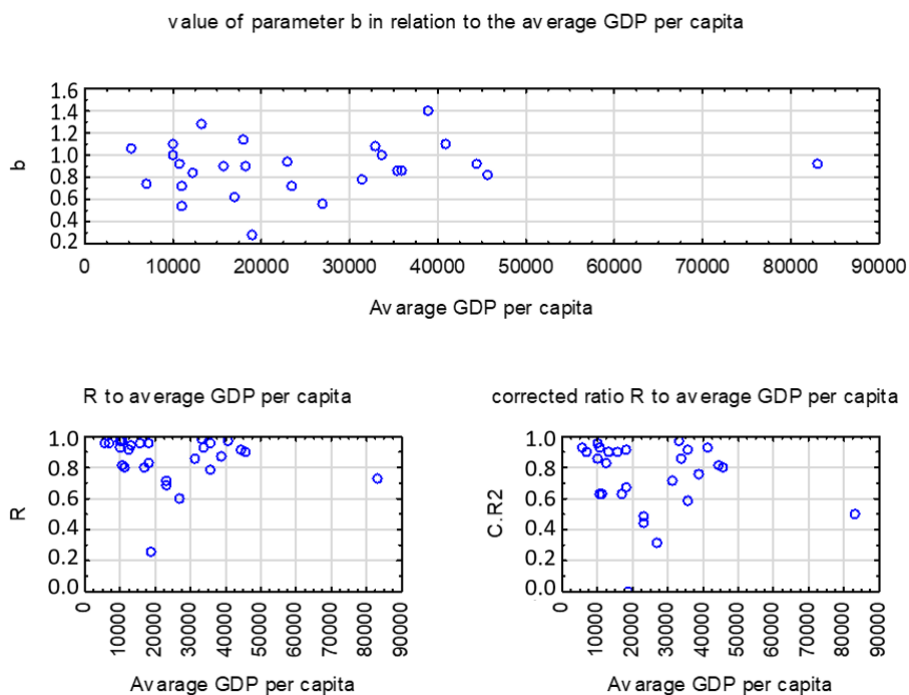 value of parameter b in relation to the average GDP per capita
1.6
1.4
1.2
1.0
0.8
0.6
0.4
0.2
b
0 10000 20000 30000 40000 50000 60000 70000 80000 90000
Avarage GDP per capita
R to average GDP per capita
1.0
0.8
0.6
0.4
0.2
0.0
R
0 10000 20000 30000 40000 50000 60000 70000 80000 90000
Avarage GDP per capita
corrected ratio R to average GDP per capita
1.0
0.8
0.6
0.4
0.2
0.0
C.R2
0 10000 20000 30000 40000 50000 60000 70000 80000 90000
Avarage GDP per capita